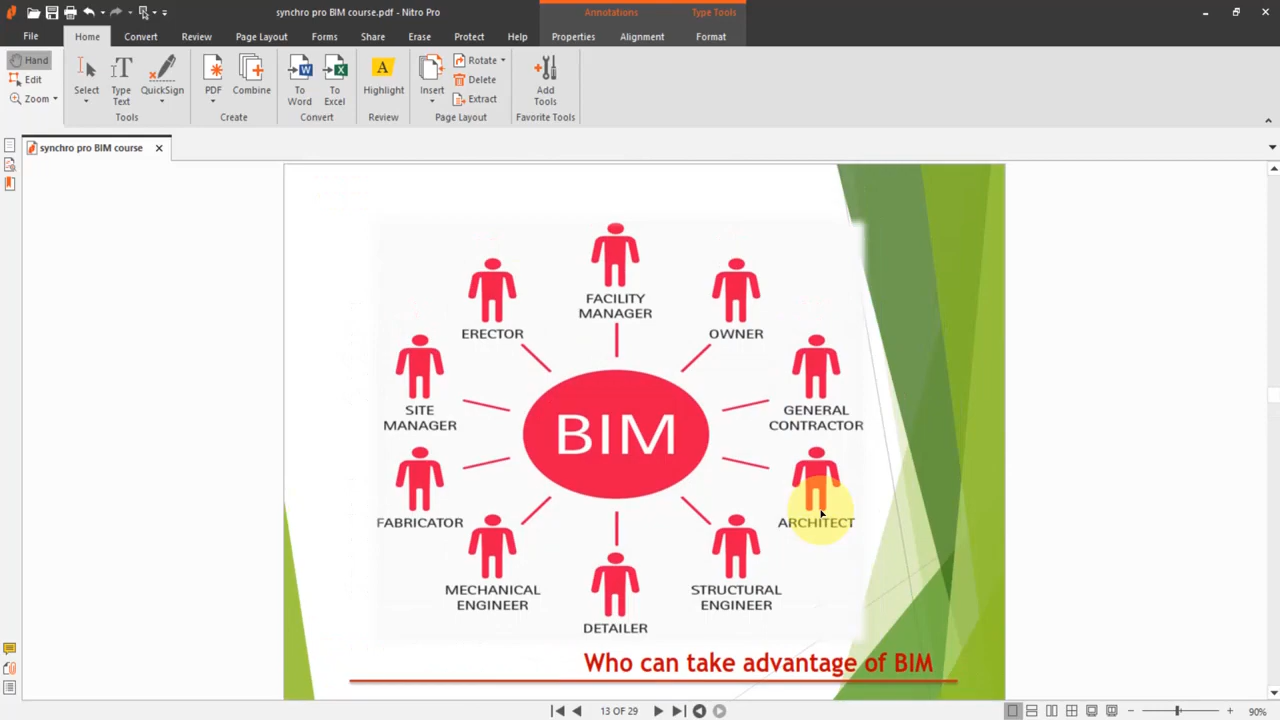 synchro pro BIM course.pdf - Nitro Pro
Annotations
Type Tools
File
Home
Convert
Review
Page Layout
Forms
Share
Erase
Protect
Help
Properties
Alignment
Format
Hand
Edit
Zoom
Select
Type
Text
QuickSign
Tools
PDF
Combine
Create
To
Word
To
Excel
Convert
Highlight
Review
Insert
Rotate
Delete
Extract
Page Layout
Add
Tools
Favorite Tools
synchro pro BIM course
FACILITY
MANAGER
ERECTOR
OWNER
SITE
MANAGER
GENERAL
CONTRACTOR
BIM
FABRICATOR
ARCHITECT
MECHANICAL
ENGINEER
STRUCTURAL
ENGINEER
DETAILER
Who can take advantage of BIM
13 OF 29
90%